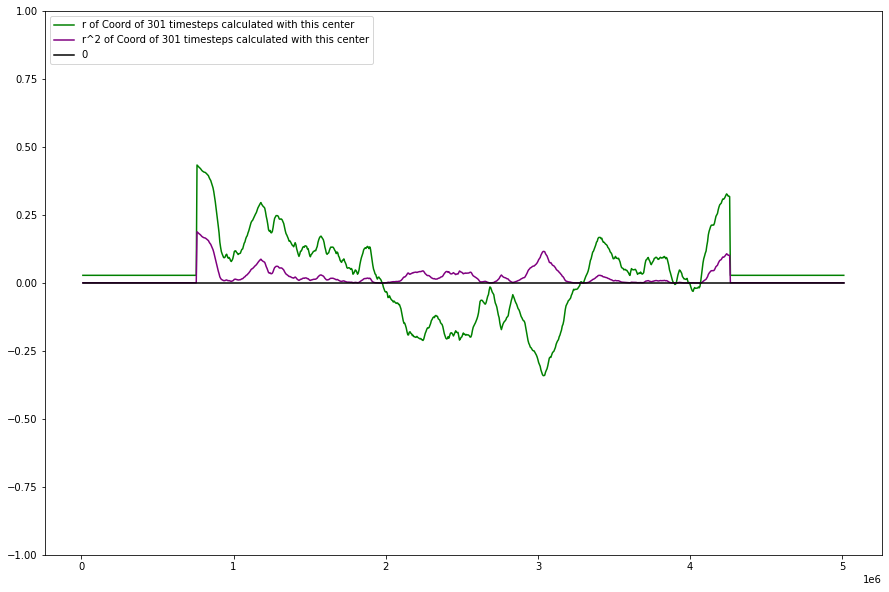 1.00
r of Coord of 301 timesteps calculated with this center
r^2 of Coord of 301 timesteps calculated with this center
0
0.75
0.50
0.25
0.00
−0.25
−0.50
−0.75
−1.00
0 1 2 3 4 5
1e6